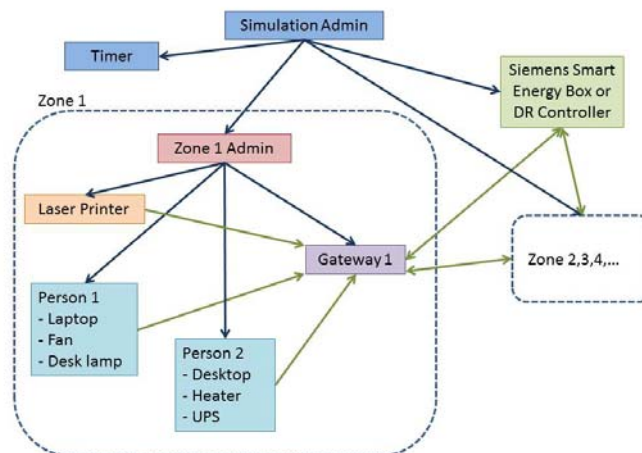 Simulation Admin
Timer
Siemens Smart
Energy Box or
DR Controller
Zone 1
Zone 1 Admin
Laser Printer
Gateway 1
Zone 2,3,4,...
Person 1
- Laptop
- Fan
- Desk lamp
Person 2
- Desktop
- Heater
- UPS